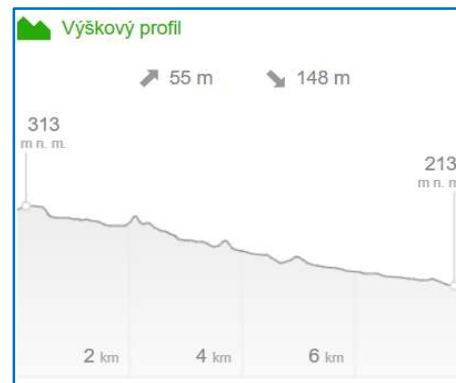 Výškový profil
55 m 148 m
313
m n. m.
213
m n. m
2 km 4 km 6 km